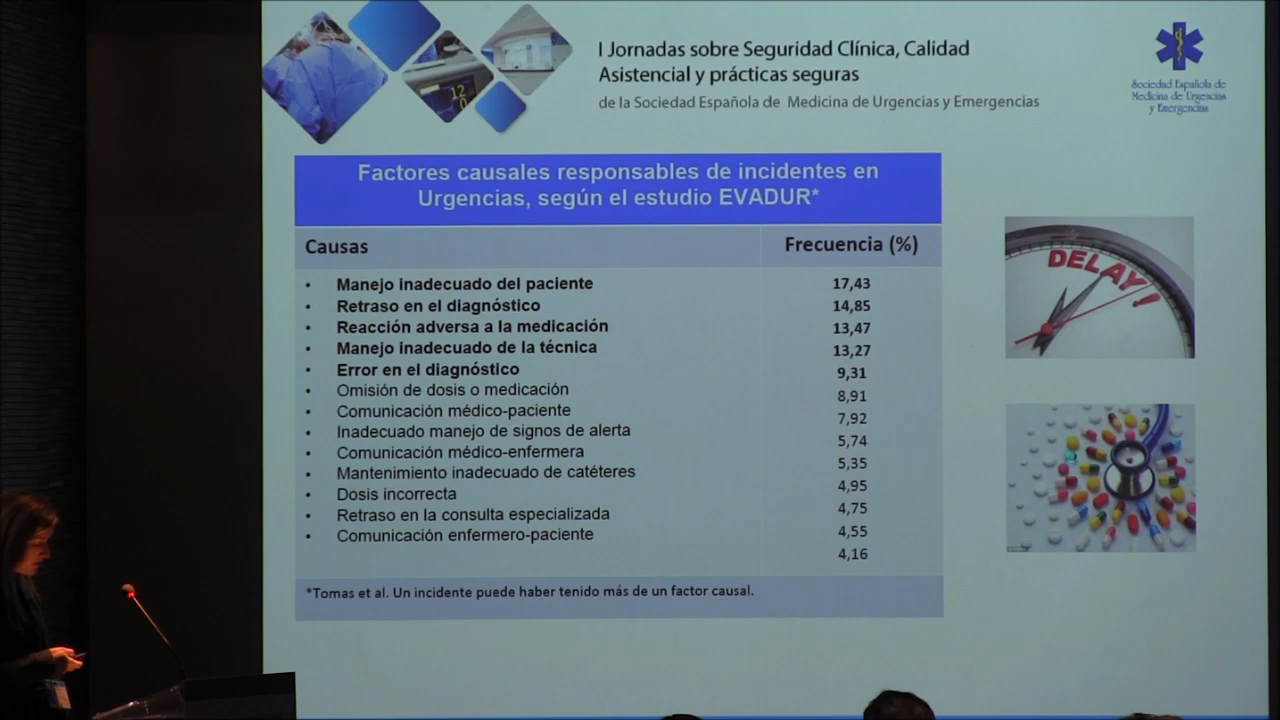 I Jornadas sobre Seguridad Clínica, Calidad
Asistencial y prácticas seguras
de la Sociedad Española de Medicina de Urgencias y Emergencias
Sociedad Española de
Medicina de Urgencias
y Emergencias
12
0
Factores causales responsables de incidentes en
Urgencias, según el estudio EVADUR*
Causas Frecuencia (%)
• Manejo inadecuado del paciente 17,43
• Retraso en el diagnóstico 14,85
• Reacción adversa a la medicación 13,47
• Manejo inadecuado de la técnica 13,27
• Error en el diagnóstico 9,31
• Omisión de dosis o medicación 8,91
• Comunicación médico-paciente 7,92
• Inadecuado manejo de signos de alerta 5,74
• Comunicación médico-enfermera 5,35
• Mantenimiento inadecuado de catéteres 4,95
• Dosis incorrecta 4,75
• Retraso en la consulta especializada 4,55
• Comunicación enfermero-paciente 4,16
*Tomas et al. Un incidente puede haber tenido más de un factor causal.
DELAY!